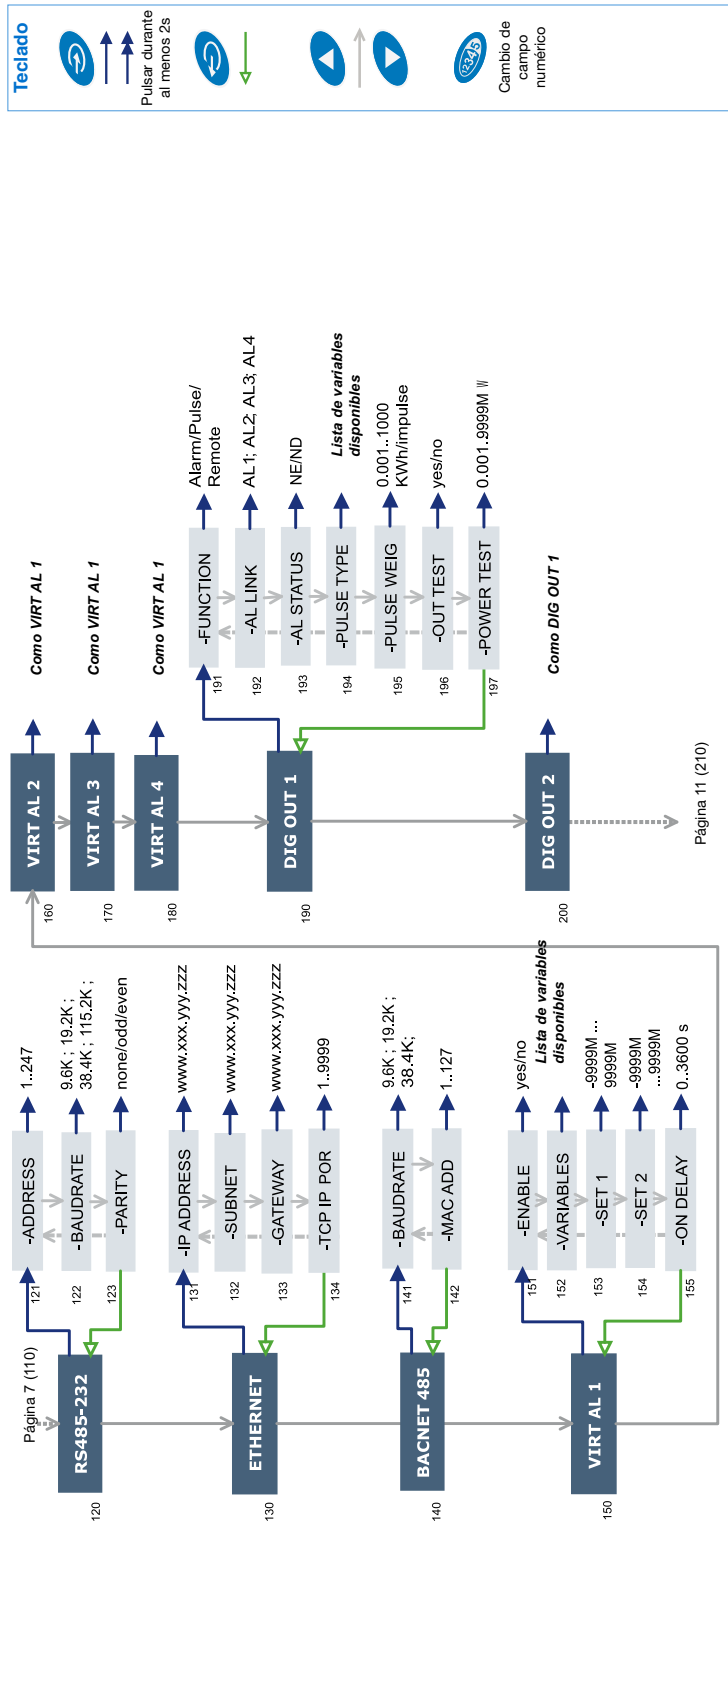 Teclado
Pulsar durante
al menos 2s
12345
Cambio de
campo
numérico
Página 7 (110)
RS485-232
120
-ADDRESS
121
1..247
-BAUDRATE
122
9.6K ; 19.2K ;
38.4K ; 115.2K ;
-PARITY
123
none/odd/even
ETHERNET
130
-IP ADDRESS
131
www.xxx.yyy.zzz
-SUBNET
132
www.xxx.yyy.zzz
-GATEWAY
133
www.xxx.yyy.zzz
-TCP IP POR
134
1..9999
BACNET 485
140
-BAUDRATE
141
9.6K ; 19.2K ;
38.4K;
-MAC ADD
142
1..127
VIRT AL 1
150
-ENABLE
151
yes/no
-VARIABLES
152
Lista de variables
disponibles
-SET 1
153
-9999M ...
9999M
-SET 2
154
-9999M
...9999M
-ON DELAY
155
0..3600 s
VIRT AL 2
160
Como VIRT AL 1
VIRT AL 3
170
Como VIRT AL 1
VIRT AL 4
180
Como VIRT AL 1
DIG OUT 1
190
-FUNCTION
191
Alarm/Pulse/
Remote
-AL LINK
192
AL1; AL2; AL3; AL4
-AL STATUS
193
NE/ND
-PULSE TYPE
194
Lista de variables
disponibles
-PULSE WEIG
195
0.001..1000
KWh/impulse
-OUT TEST
196
yes/no
-POWER TEST
197
0.001..9999M W
DIG OUT 2
200
Como DIG OUT 1
Página 11 (210)